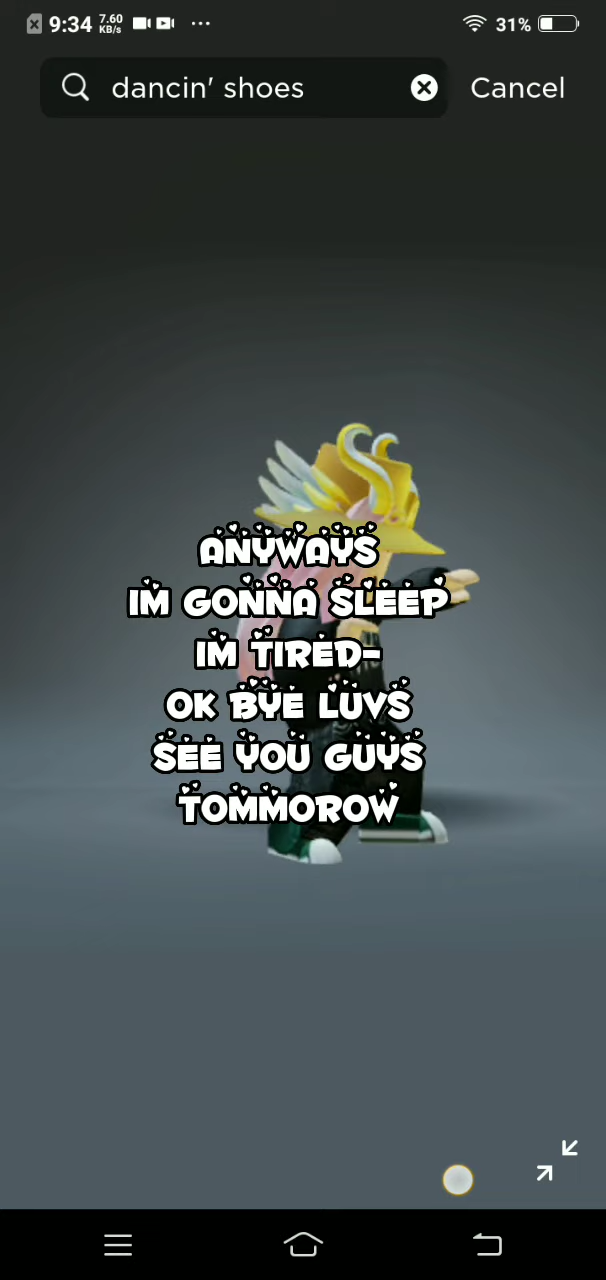 9:34 7.60 KB/s ... 31%
dancin' shoes Cancel
ANYWAYS
IM GONNA SLEEP
IM TIRED-
OK BYE LUVS
SEE YOU GUYS
TOMMOROW